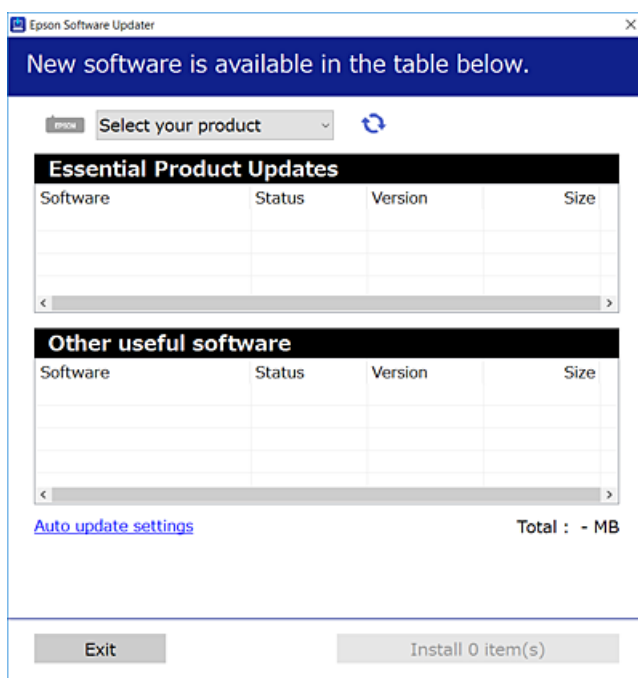 Epson Software Updater
New software is available in the table below.
EPSON Select your product
Essential Product Updates
Software Status Version Size
Other useful software
Software Status Version Size
Auto update settings Total : - MB
Exit Install 0 item(s)